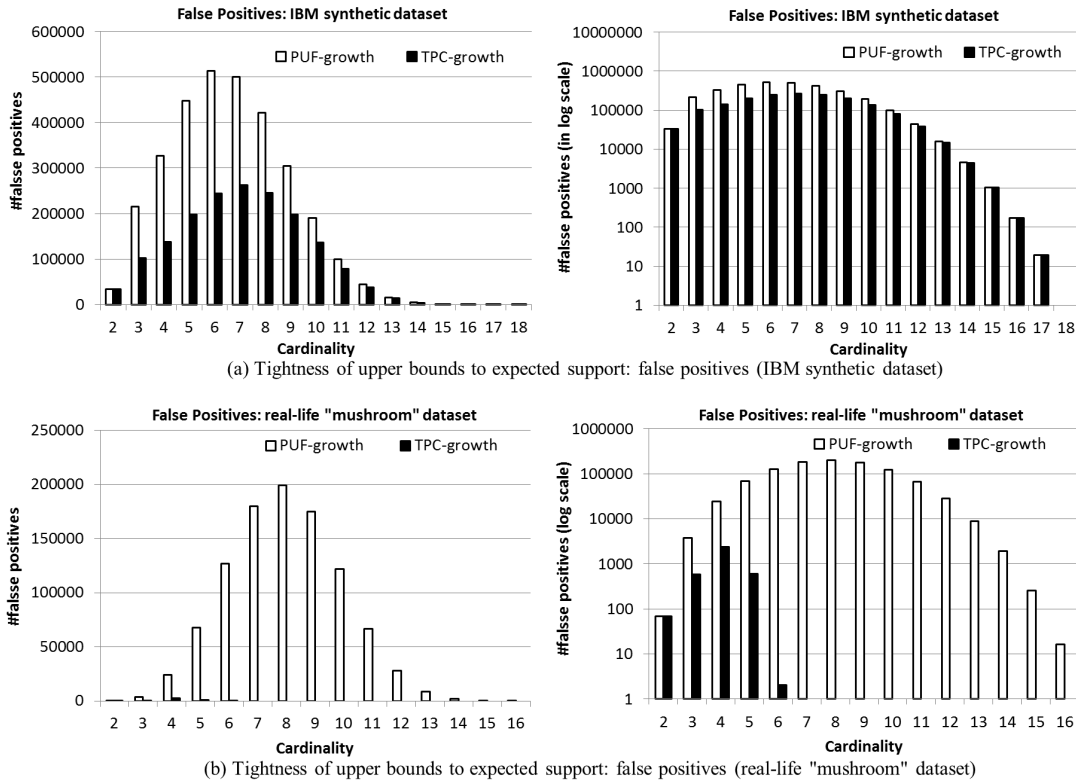 False Positives: IBM synthetic dataset
600000
500000
400000
300000
200000
100000
0
#falsse positives
PUF-growth
TPC-growth
2 3 4 5 6 7 8 9 10 11 12 13 14 15 16 17 18
Cardinality
False Positives: IBM synthetic dataset
10000000
1000000
100000
10000
1000
100
10
1
#falsse positives (in log scale)
PUF-growth
TPC-growth
2 3 4 5 6 7 8 9 10 11 12 13 14 15 16 17 18
Cardinality
(a) Tightness of upper bounds to expected support: false positives (IBM synthetic dataset)
False Positives: real-life "mushroom" dataset
250000
200000
150000
100000
50000
0
#falsse positives
PUF-growth
TPC-growth
2 3 4 5 6 7 8 9 10 11 12 13 14 15 16
Cardinality
False Positives: real-life "mushroom" dataset
1000000
100000
10000
1000
100
10
1
#falsse positives (log scale)
PUF-growth
TPC-growth
2 3 4 5 6 7 8 9 10 11 12 13 14 15 16
Cardinality
(b) Tightness of upper bounds to expected support: false positives (real-life "mushroom" dataset)